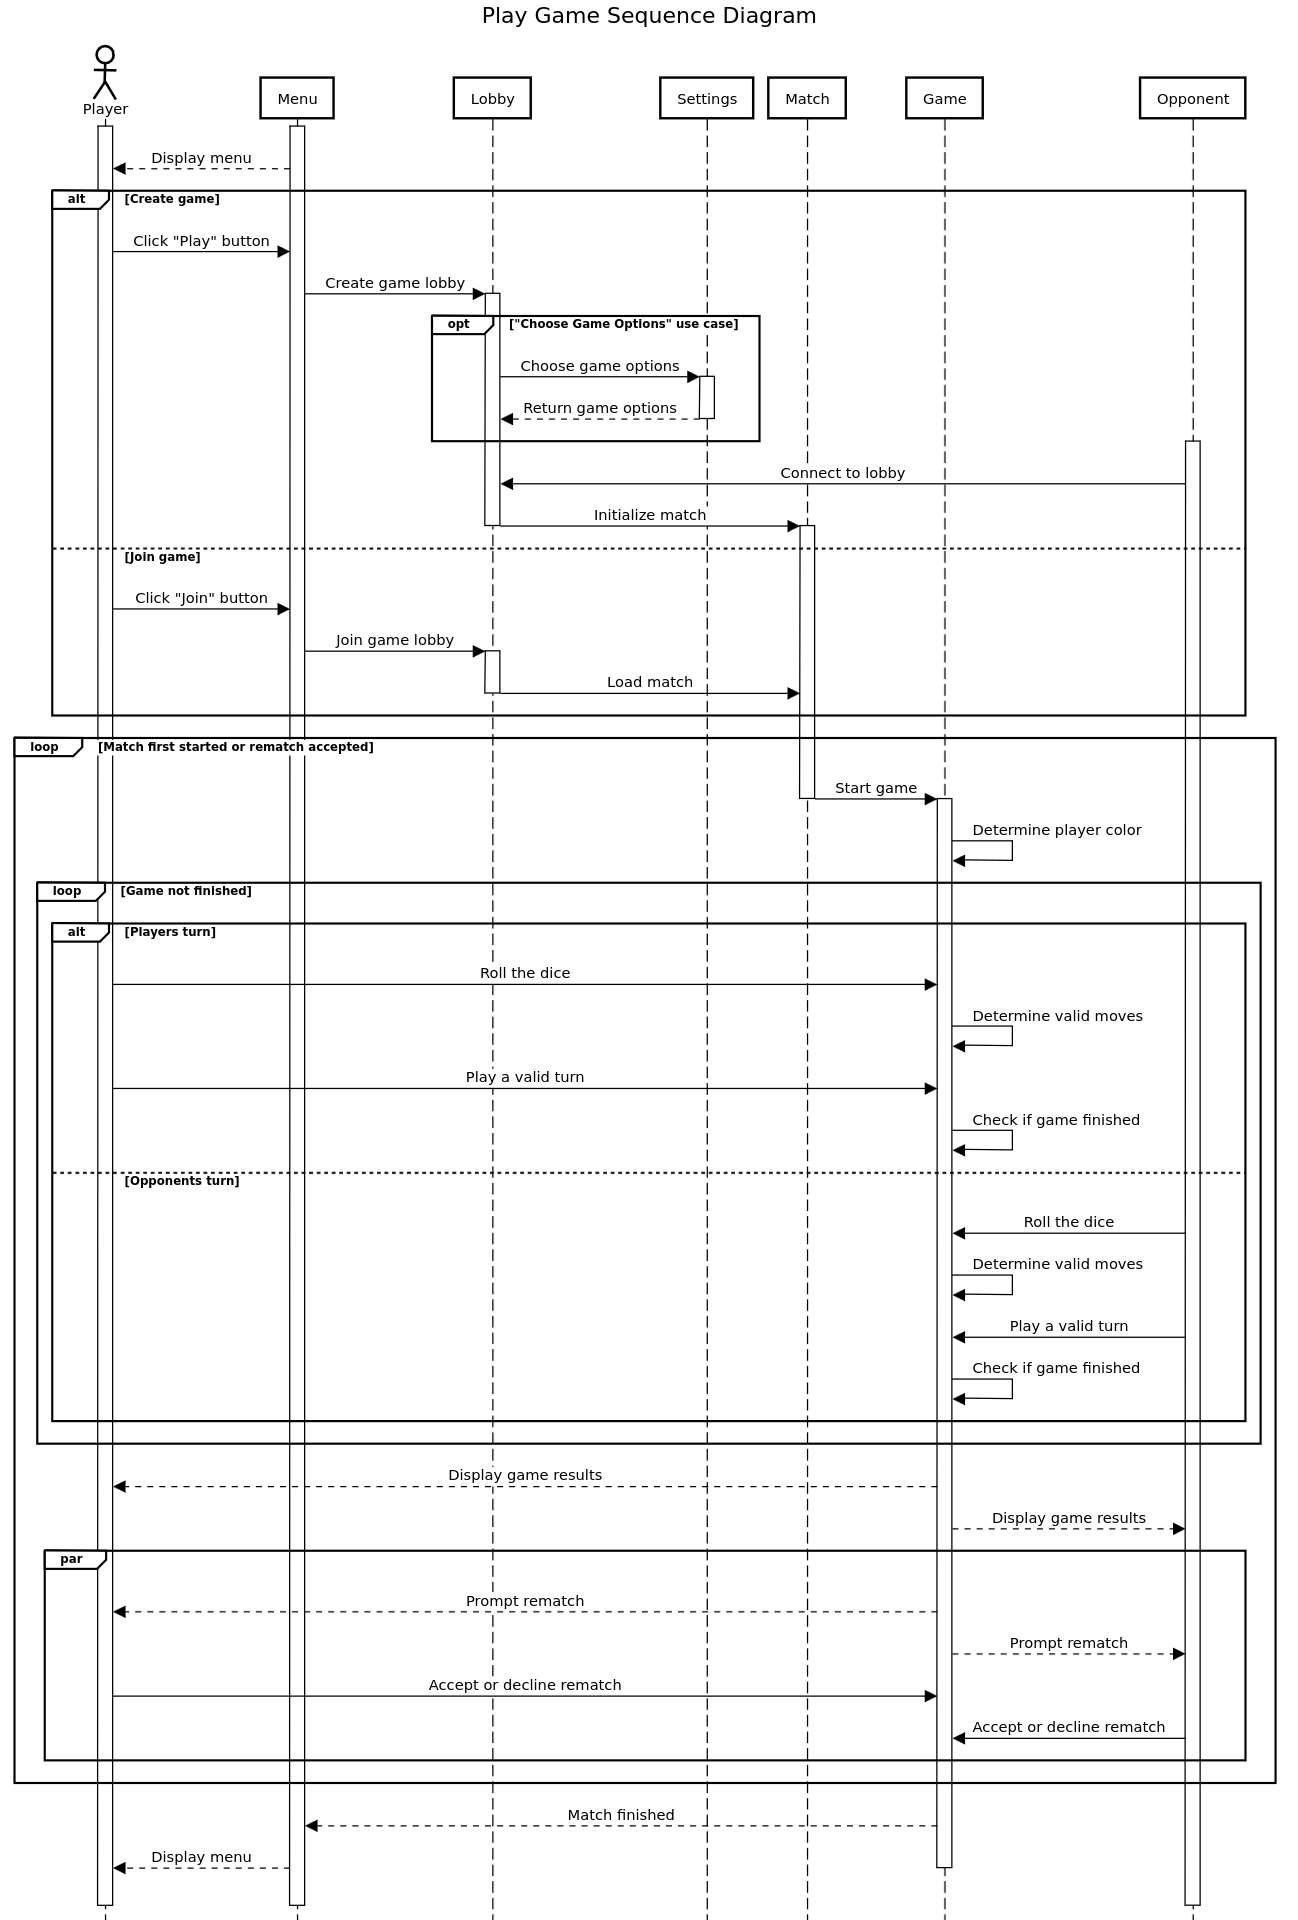 Play Game Sequence Diagram
Player
Menu
Lobby
Settings
Match
Game
Opponent
Display menu
alt
[Create game]
Click "Play" button
Create game lobby
opt
["Choose Game Options" use case]
Choose game options
Return game options
Connect to lobby
Initialize match
[Join game]
Click "Join" button
Join game lobby
Load match
loop
[Match first started or rematch accepted]
Start game
Determine player color
loop
[Game not finished]
alt
[Players turn]
Roll the dice
Determine valid moves
Play a valid turn
Check if game finished
[Opponents turn]
Roll the dice
Determine valid moves
Play a valid turn
Check if game finished
Display game results
Display game results
par
Prompt rematch
Prompt rematch
Accept or decline rematch
Accept or decline rematch
Match finished
Display menu